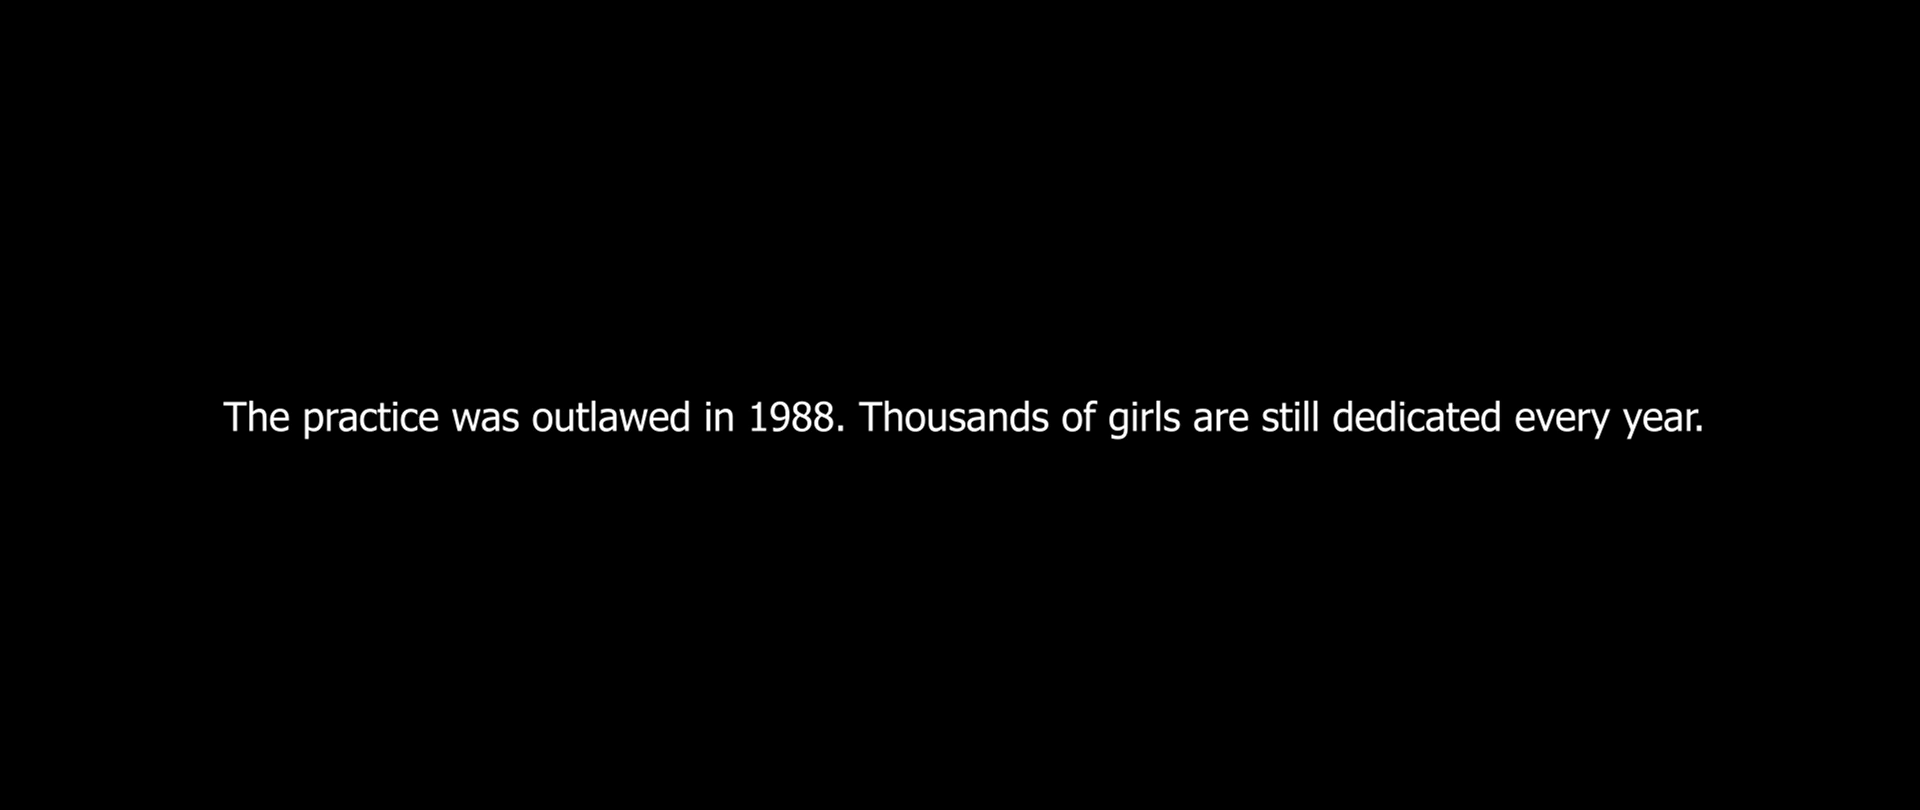 The practice was outlawed in 1988. Thousands of girls are still dedicated every year.